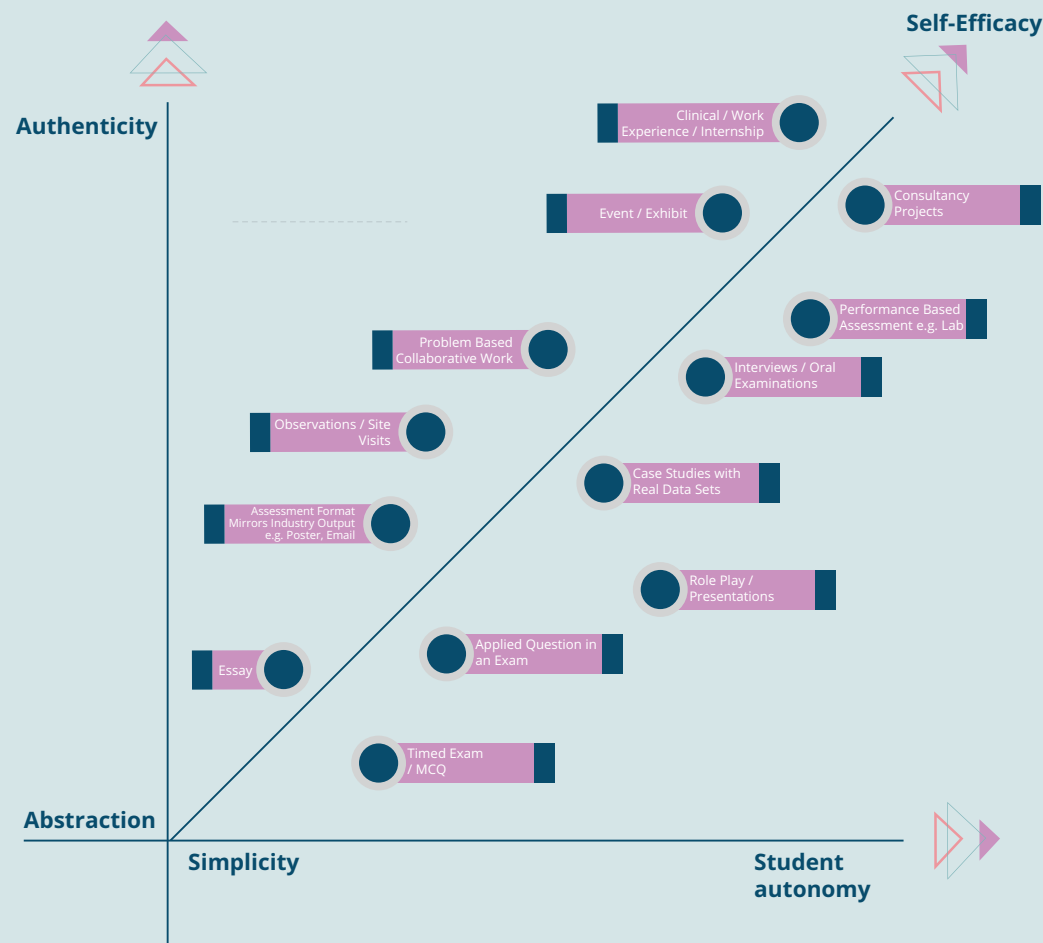 Self-Efficacy
Authenticity
Clinical / Work
Experience / Internship
Consultancy
Projects
Event / Exhibit
Performance Based
Assessment e.g. Lab
Problem Based
Collaborative Work
Interviews / Oral
Examinations
Observations / Site
Visits
Case Studies with
Real Data Sets
Assessment Format
Mirrors Industry Output
e.g. Poster, Email
Role Play /
Presentations
Applied Question in
an Exam
Essay
Timed Exam
/ MCQ
Abstraction
Simplicity
Student
autonomy